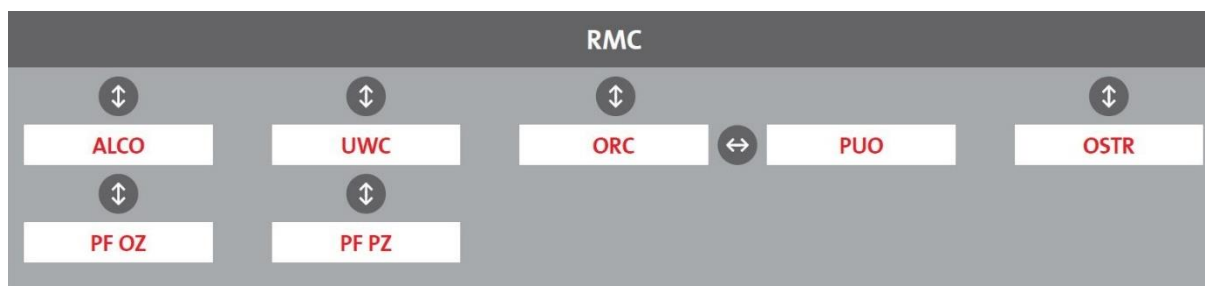 RMC
ALCO UWC ORC PUO OSTR
PF OZ PF PZ